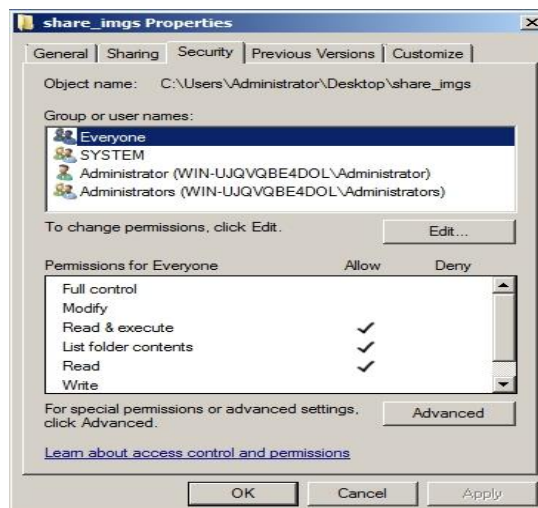 share_imgs Properties
General Sharing Security Previous Versions Customize
Object name: C:\Users\Administrator\Desktop\share_imgs
Group or user names:
Everyone
SYSTEM
Administrator (WIN-UJQVQBE4DOL\Administrator)
Administrators (WIN-UJQVQBE4DOL\Administrators)
To change permissions, click Edit.
Edit...
Permissions for Everyone Allow Deny
Full control
Modify
Read & execute
List folder contents
Read
Write
For special permissions or advanced settings,
click Advanced.
Advanced
Learn about access control and permissions
OK Cancel Apply